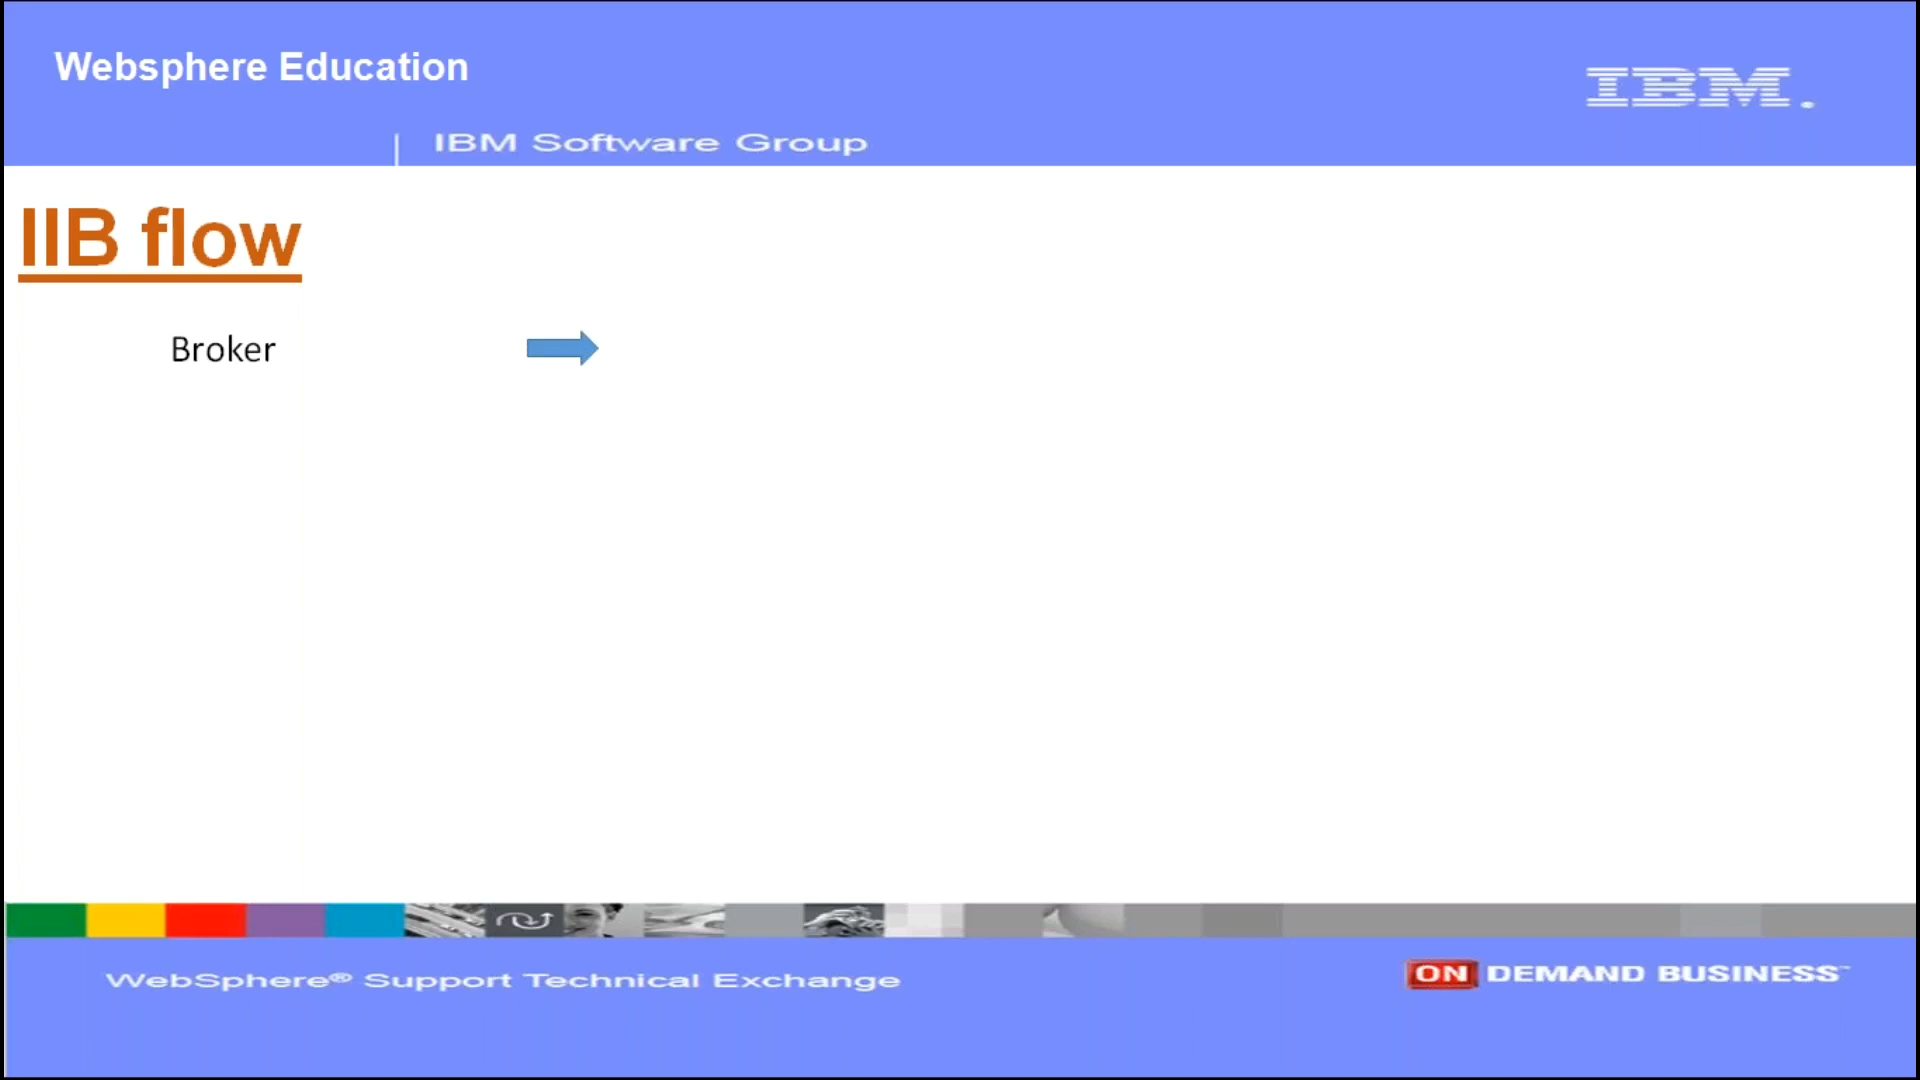 Websphere Education
IBM.
IBM Software Group
IIB flow
Broker
WebSphere® Support Technical Exchange
ON DEMAND BUSINESS™